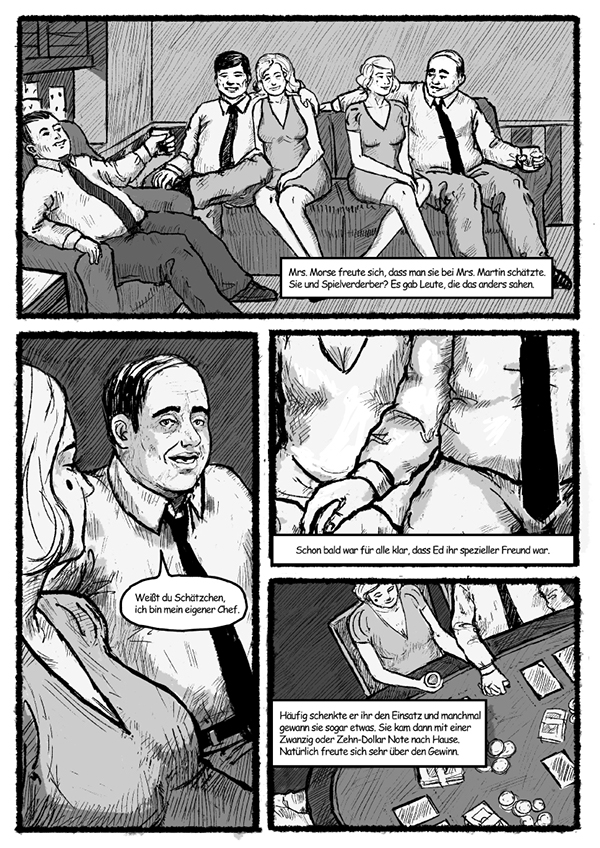 Mrs. Morse freute sich, dass man sie bei Mrs. Martin schätzte.
Sie und Spielverderber? Es gab Leute, die das anders sahen.
Weißt du Schätzchen,
ich bin mein eigener Chef.
Schon bald war für alle klar, dass Ed ihr spezieller Freund war.
Häufig schenkte er ihr den Einsatz und manchmal
gewann sie sogar etwas. Sie kam dann mit einer
Zwanzig oder Zehn-Dollar Note nach Hause.
Natürlich freute sich sehr über den Gewinn.